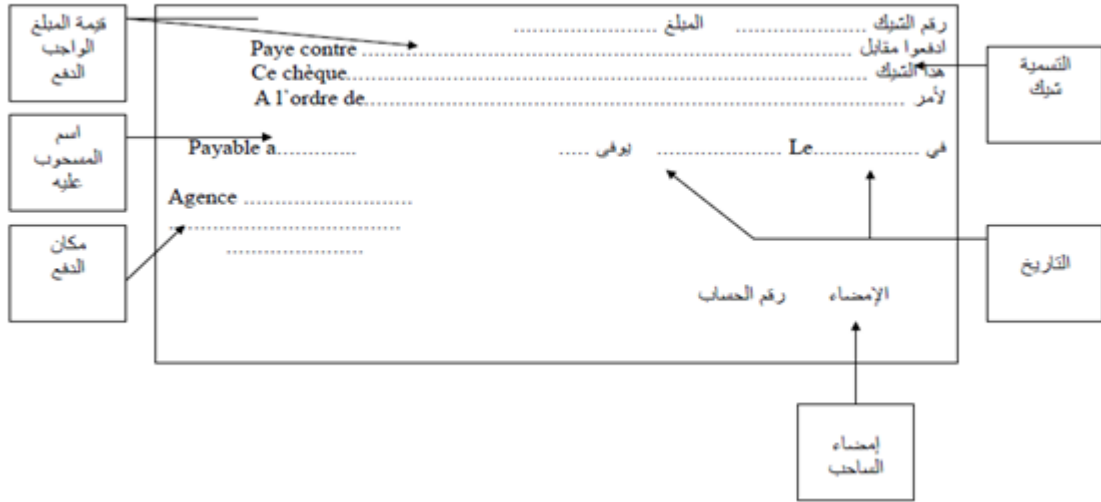 قيمة المبلغ
الواجب
الدفع
رقم الشيك ................. المبلغ ....................
Paye contre ........................................................................ ادفعوا مقابل
Ce chèque........................................................................... هذا الشيك
A l`ordre de........................................................................ لأمر
التسمية
شيك
اسم
المسحوب
عليه
Payable a............. يوفى ..... .................... Le................. في
Agence ...........................
مكان
الدفع
التاريخ
الإمضاء رقم الحساب
إمضاء
الساحب